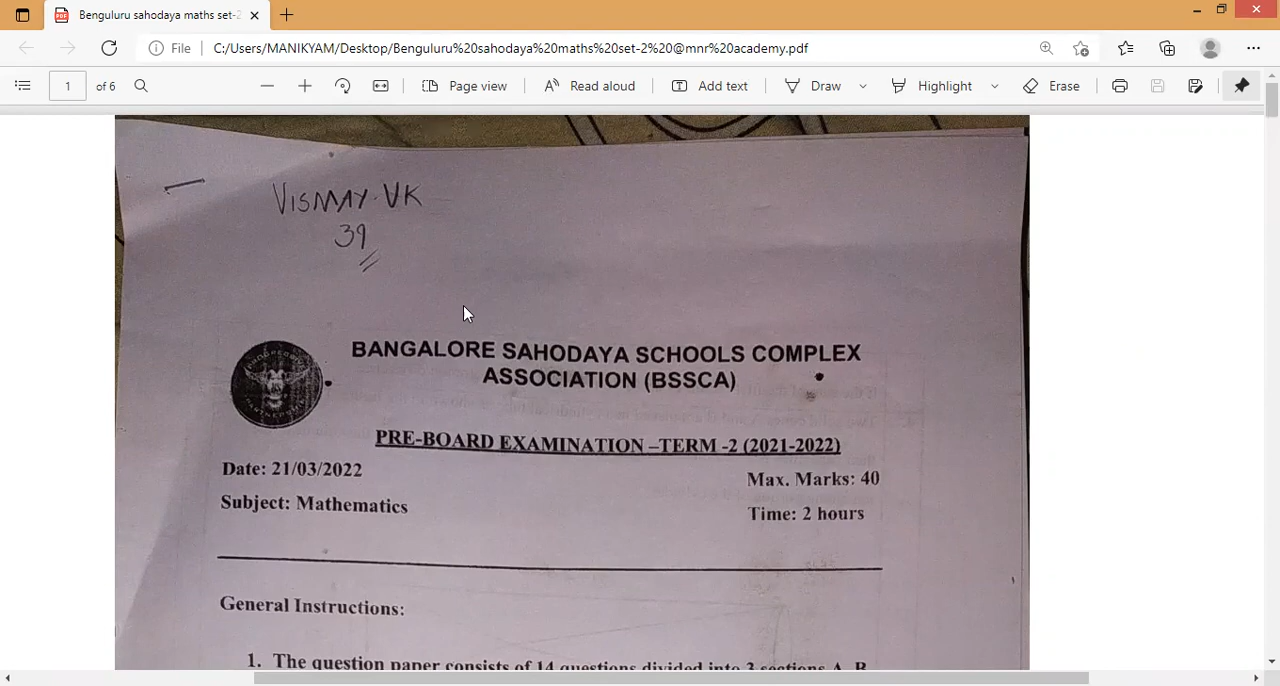 Benguluru sahodaya maths set-2
File C:/Users/MANIKYAM/Desktop/Benguluru%20sahodaya%20maths%20set-2%20@mnr%20academy.pdf
1 of 6 Page view Read aloud Add text Draw Highlight Erase
VISMAY.VK
39
BANGALORE SAHODAYA SCHOOLS COMPLEX
ASSOCIATION (BSSCA)
PRE-BOARD EXAMINATION –TERM -2 (2021-2022)
Date: 21/03/2022
Max. Marks: 40
Subject: Mathematics
Time: 2 hours
General Instructions:
1. The question paper consists of 14 questions divided into 3 sections A, B,